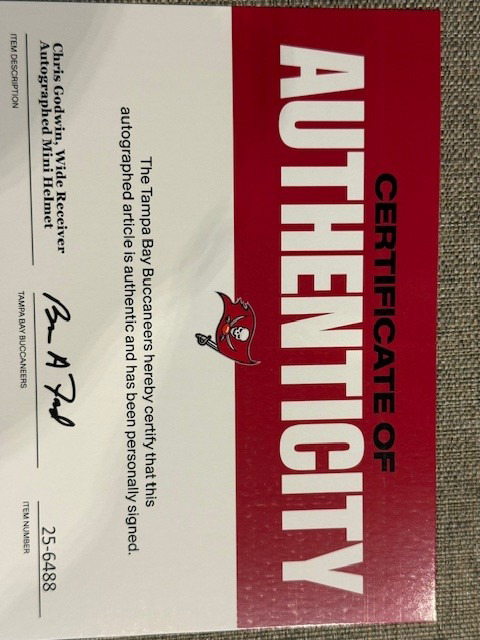 CERTIFICATE OF
AUTHENTICITY
The Tampa Bay Buccaneers hereby certify that this
autographed article is authentic and has been personally signed.
Chris Godwin, Wide Receiver
Autographed Mini Helmet
ITEM DESCRIPTION
TAMPA BAY BUCCANEERS
25-6488
ITEM NUMBER